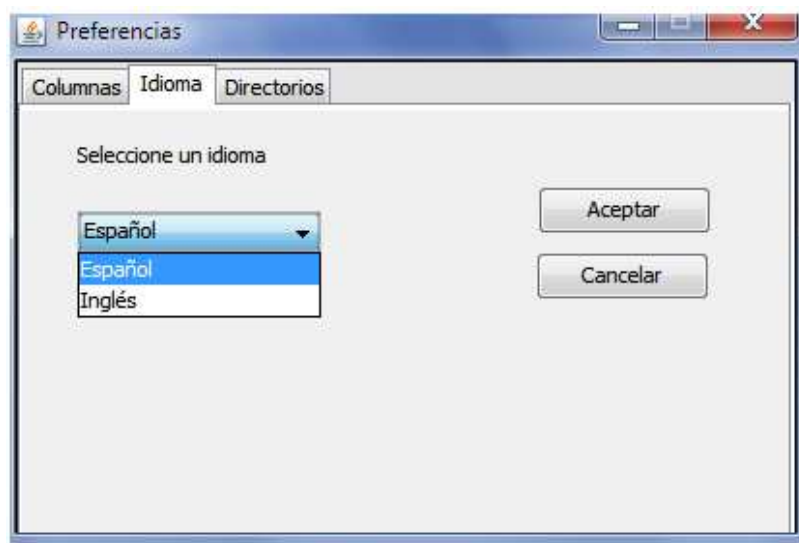 Preferencias
Columnas Idioma Directorios
Seleccione un idioma
Español
Español
Inglés
Aceptar
Cancelar